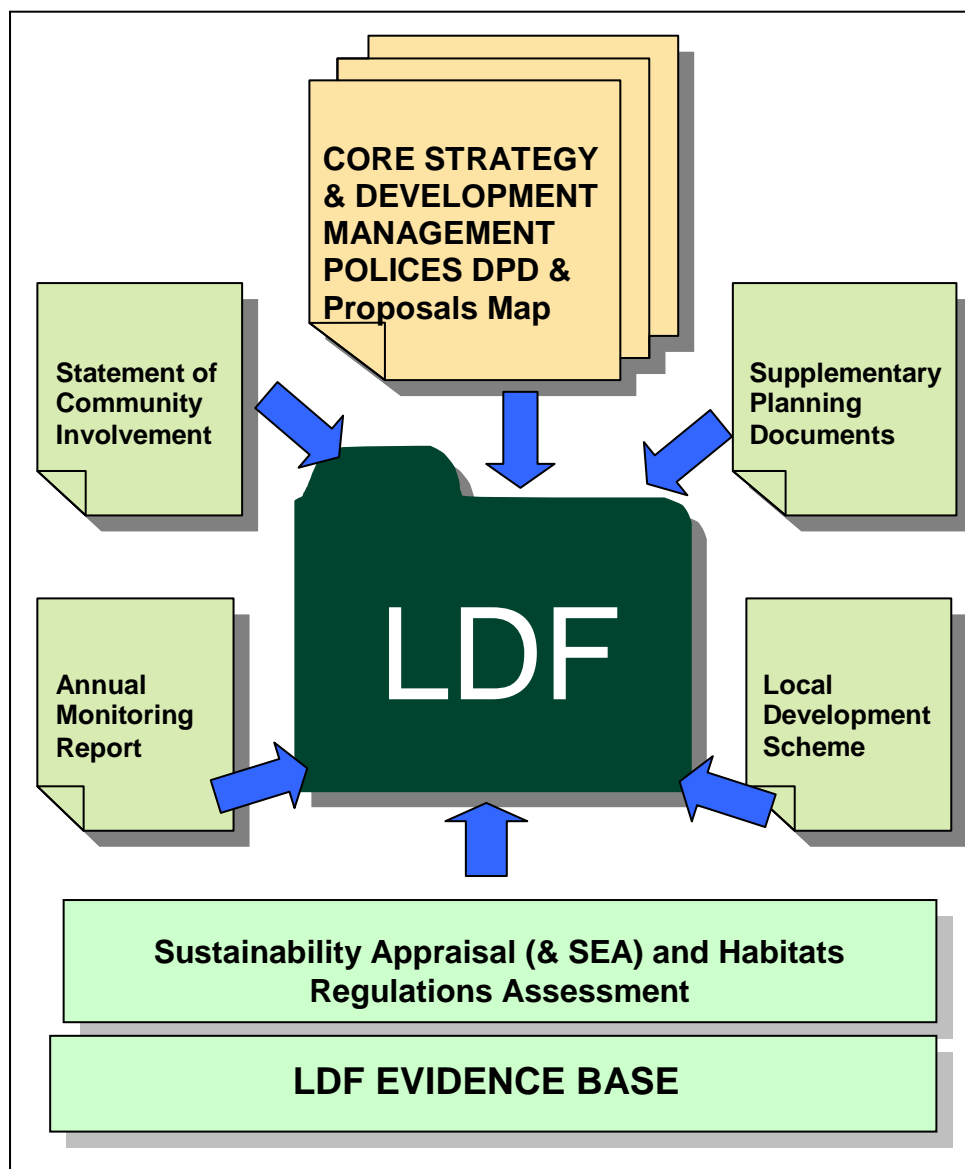 CORE STRATEGY
& DEVELOPMENT
MANAGEMENT
POLICES DPD &
Proposals Map
Statement of
Community
Involvement
Supplementary
Planning
Documents
LDF
Annual
Monitoring
Report
Local
Development
Scheme
Sustainability Appraisal (& SEA) and Habitats
Regulations Assessment
LDF EVIDENCE BASE